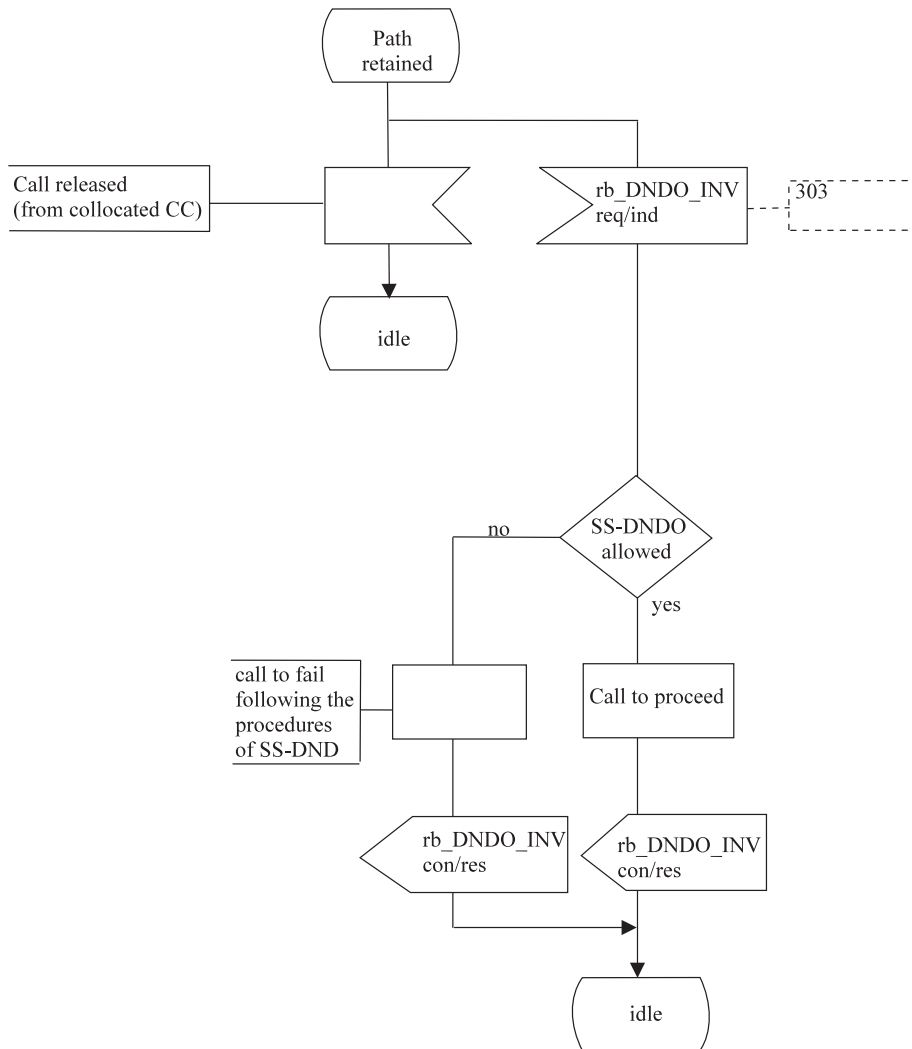 Path
retained
Call released
(from collocated CC)
rb_DNDO_INV
req/ind
303
idle
SS-DNDO
allowed
no
yes
call to fail
following the
procedures
of SS-DND
Call to proceed
rb_DNDO_INV
con/res
rb_DNDO_INV
con/res
idle